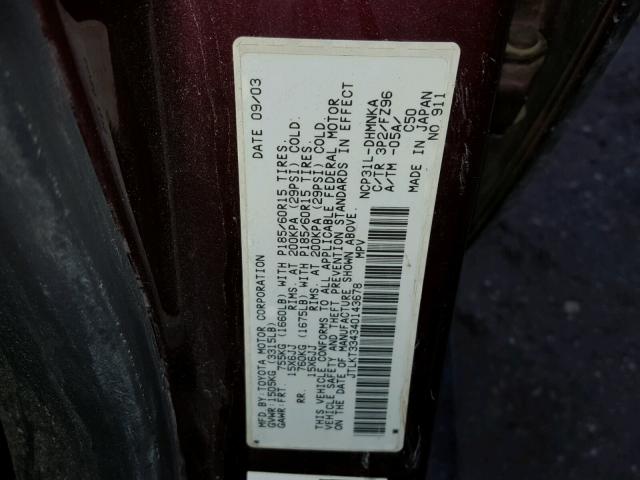 MFD. BY: TOYOTA MOTOR CORPORATION DATE 09/03
GVWR: 1505KG (3315LB)
GAWR: FRT. 755KG (1660LB) WITH P185/60R15 TIRES,
15X6JJ RIMS, AT 200KPA (29PSI) COLD.
RR. 760KG (1675LB) WITH P185/60R15 TIRES,
15X6JJ RIMS, AT 200KPA (29PSI) COLD.
THIS VEHICLE CONFORMS TO ALL APPLICABLE FEDERAL MOTOR
VEHICLE SAFETY AND THEFT PREVENTION STANDARDS IN EFFECT
ON THE DATE OF MANUFACTURE SHOWN ABOVE.
JTLKT334340143678 MPV
NCP31L-DHMNKA
C/TR 3P2/FZ96
A/TM -05A/
C50
MADE IN JAPAN
NO 911